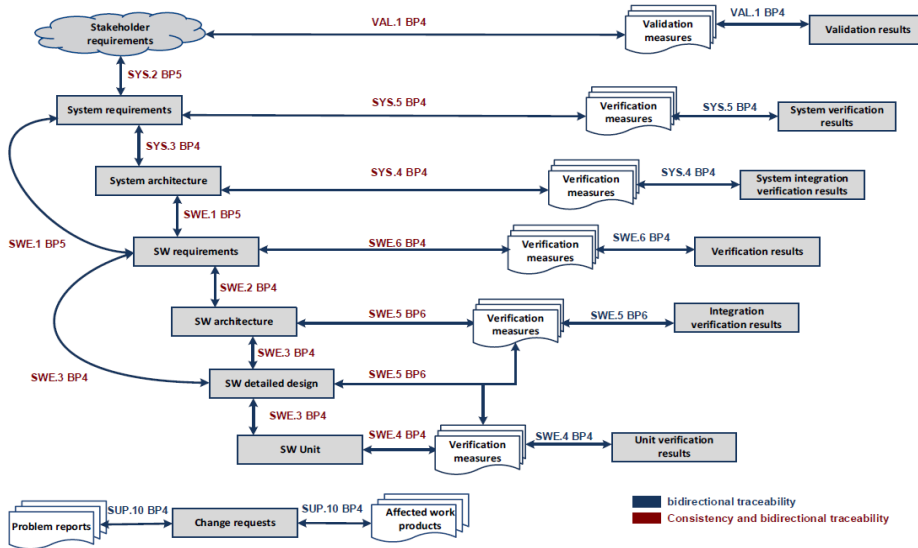 Stakeholder
requirements
VAL.1 BP4
Validation
measures
VAL.1 BP4
Validation results
SYS.2 BP5
System requirements
SYS.5 BP4
Verification
measures
SYS.5 BP4
System verification
results
SYS.3 BP4
System architecture
SYS.4 BP4
Verification
measures
SYS.4 BP4
System integration
verification results
SWE.1 BP5
SWE.1 BP5
SW requirements
SWE.6 BP4
Verification
measures
SWE.6 BP4
Verification results
SWE.2 BP4
SW architecture
SWE.5 BP6
Verification
measures
SWE.5 BP6
Integration
verification results
SWE.3 BP4
SWE.3 BP4
SW detailed design
SWE.5 BP6
SWE.3 BP4
SW Unit
SWE.4 BP4
Verification
measures
SWE.4 BP4
Unit verification
results
Problem reports
SUP.10 BP4
Change requests
SUP.10 BP4
Affected work
products
bidirectional traceability
Consistency and bidirectional traceability